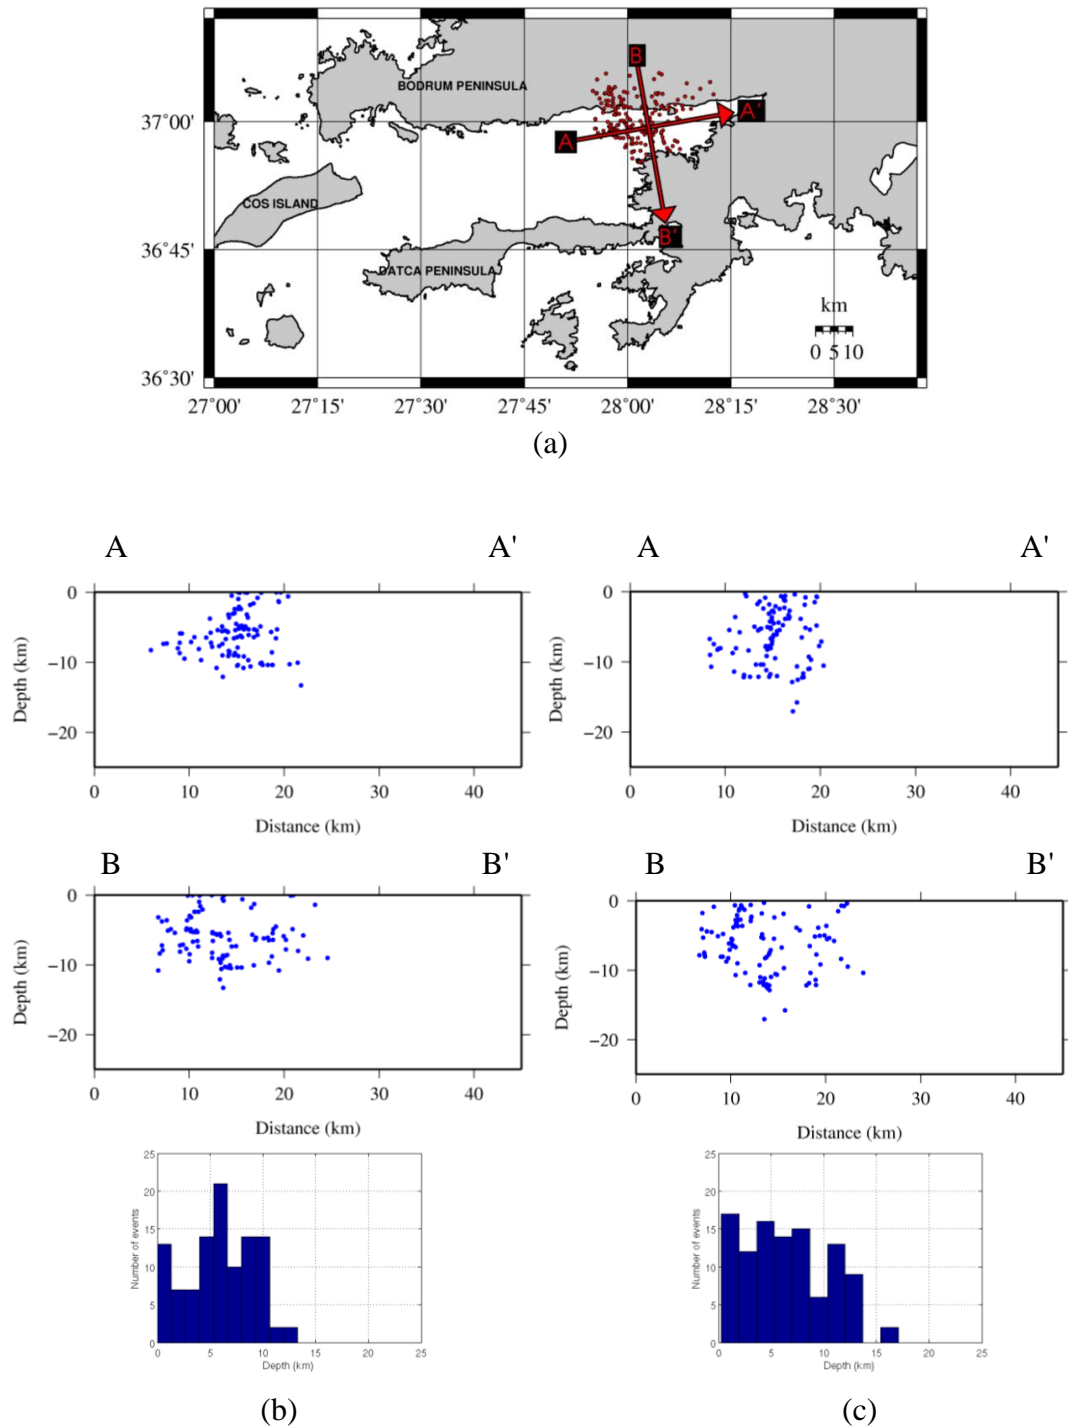 B
BODRUM PENINSULA
37°00'
A
A'
COS ISLAND
B'
36°45'
DATCA PENINSULA
km
0 5 10
36°30'
27°00' 27°15' 27°30' 27°45' 28°00' 28°15' 28°30'
(a)
A A' A A'
0 0
Depth (km) −10 Depth (km) −10
−20 −20
0 10 20 30 40 0 10 20 30 40
Distance (km) Distance (km)
B B' B B'
0 0
Depth (km) −10 Depth (km) −10
−20 −20
0 10 20 30 40 0 10 20 30 40
Distance (km) Distance (km)
25 25
20 20
Number of events 15 Number of events 15
10 10
5 5
0 0
0 5 10 15 20 25 0 5 10 15 20 25
Depth (km) Depth (km)
(b) (c)